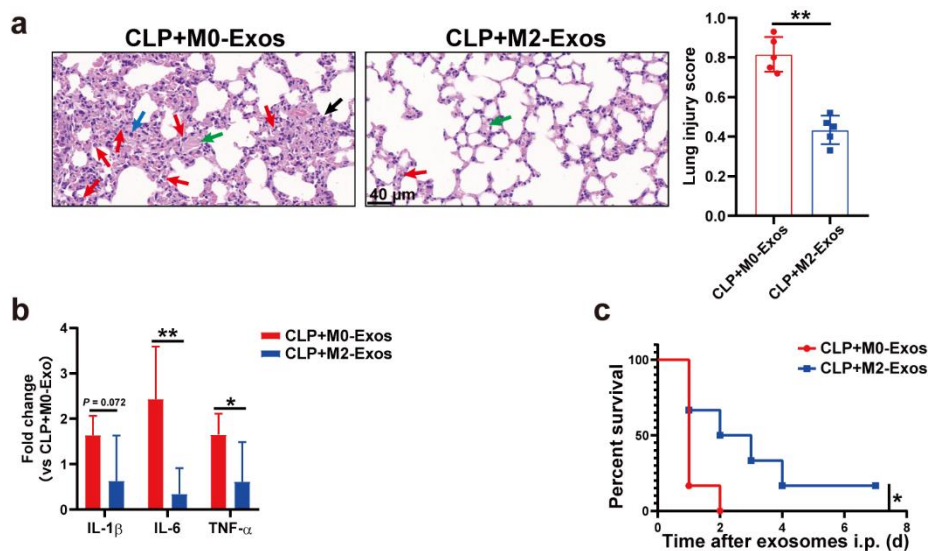 a
CLP+M0-Exos
CLP+M2-Exos
40 μm
Lung injury score
1.0
0.8
0.6
0.4
0.2
0.0
**
CLP+M0-Exos
CLP+M2-Exos
b
CLP+M0-Exos
CLP+M2-Exos
Fold change
(vs CLP+M0-Exo)
4
3
2
1
0
P = 0.072
**
*
IL-1β
IL-6
TNF-α
c
CLP+M0-Exos
CLP+M2-Exos
Percent survival
100
50
0
*
0
2
4
6
8
Time after exosomes i.p. (d)